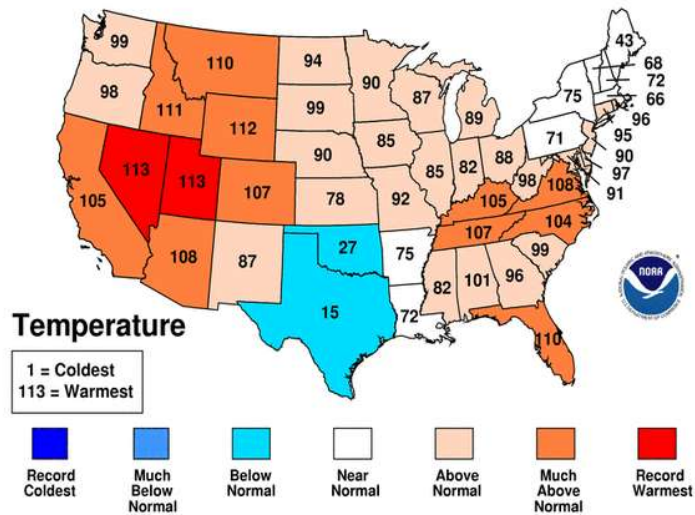 43
99
110
94
68
90
72
98
87
75
66
111
99
112
89
96
71
95
90
85
88
90
113
113
85
82
97
98
108
91
105
107
78
92
105
104
107
108
87
27
75
99
82
101
96
15
72
110
NOAA
Temperature
1 = Coldest
113 = Warmest
Record
Coldest
Much
Below
Normal
Below
Normal
Near
Normal
Above
Normal
Much
Above
Normal
Record
Warmest